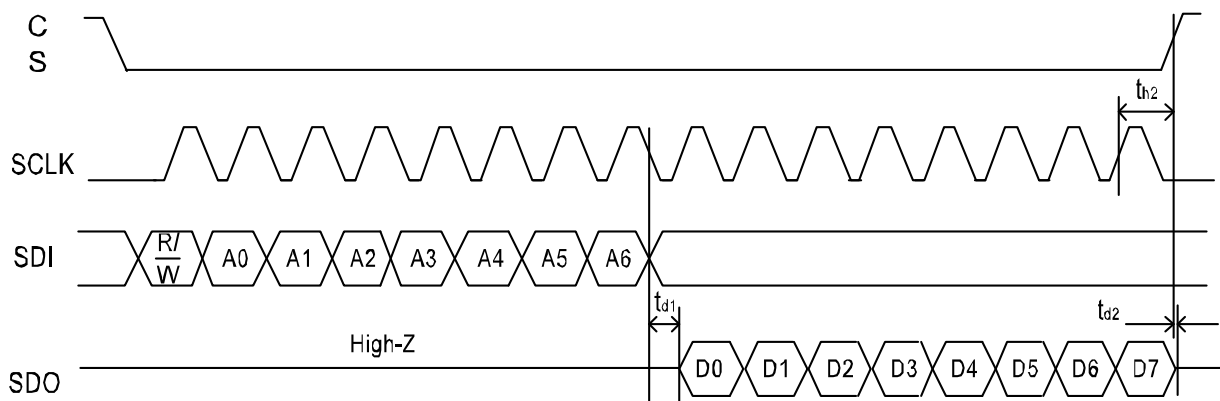 C
S
t_h2
SCLK
SDI R/W A0 A1 A2 A3 A4 A5 A6
t_d1 t_d2
High-Z
SDO D0 D1 D2 D3 D4 D5 D6 D7